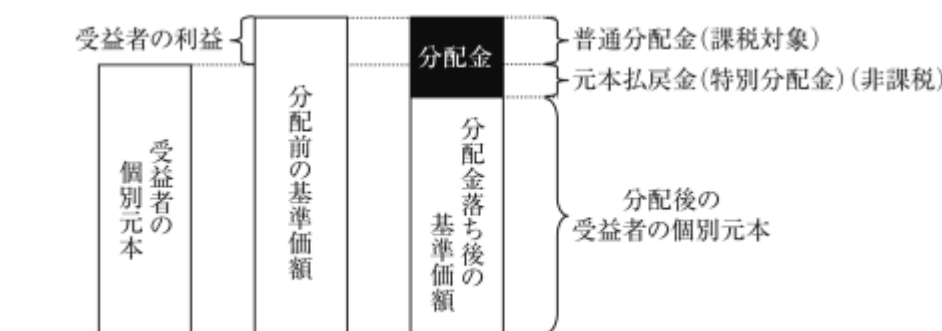 受益者の利益
受益者の
個別元本
分配前の基準価額
分配金
分配金落ち後の
基準価額
普通分配金(課税対象)
元本払戻金(特別分配金)(非課税)
分配後の
受益者の個別元本